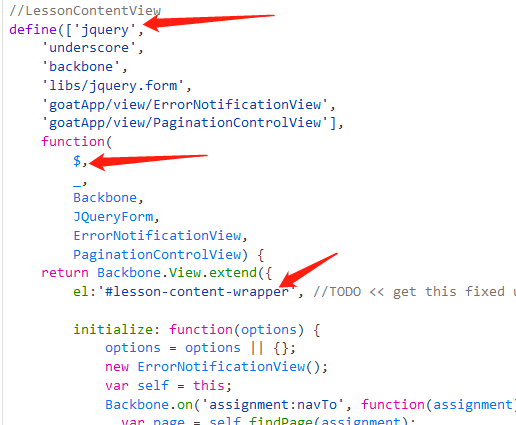 //LessonContentView
define(['jquery',
'underscore',
'backbone',
'libs/jquery.form',
'goatApp/view/ErrorNotificationView',
'goatApp/view/PaginationControlView'],
function(
$,
_,
Backbone,
JQueryForm,
ErrorNotificationView,
PaginationControlView) {
return Backbone.View.extend({
el:'#lesson-content-wrapper', //TODO << get this fixed
initialize: function(options) {
options = options || {};
new ErrorNotificationView();
var self = this;
Backbone.on('assignment:navTo', function(assignment)
var page = self.findPage(assignment);